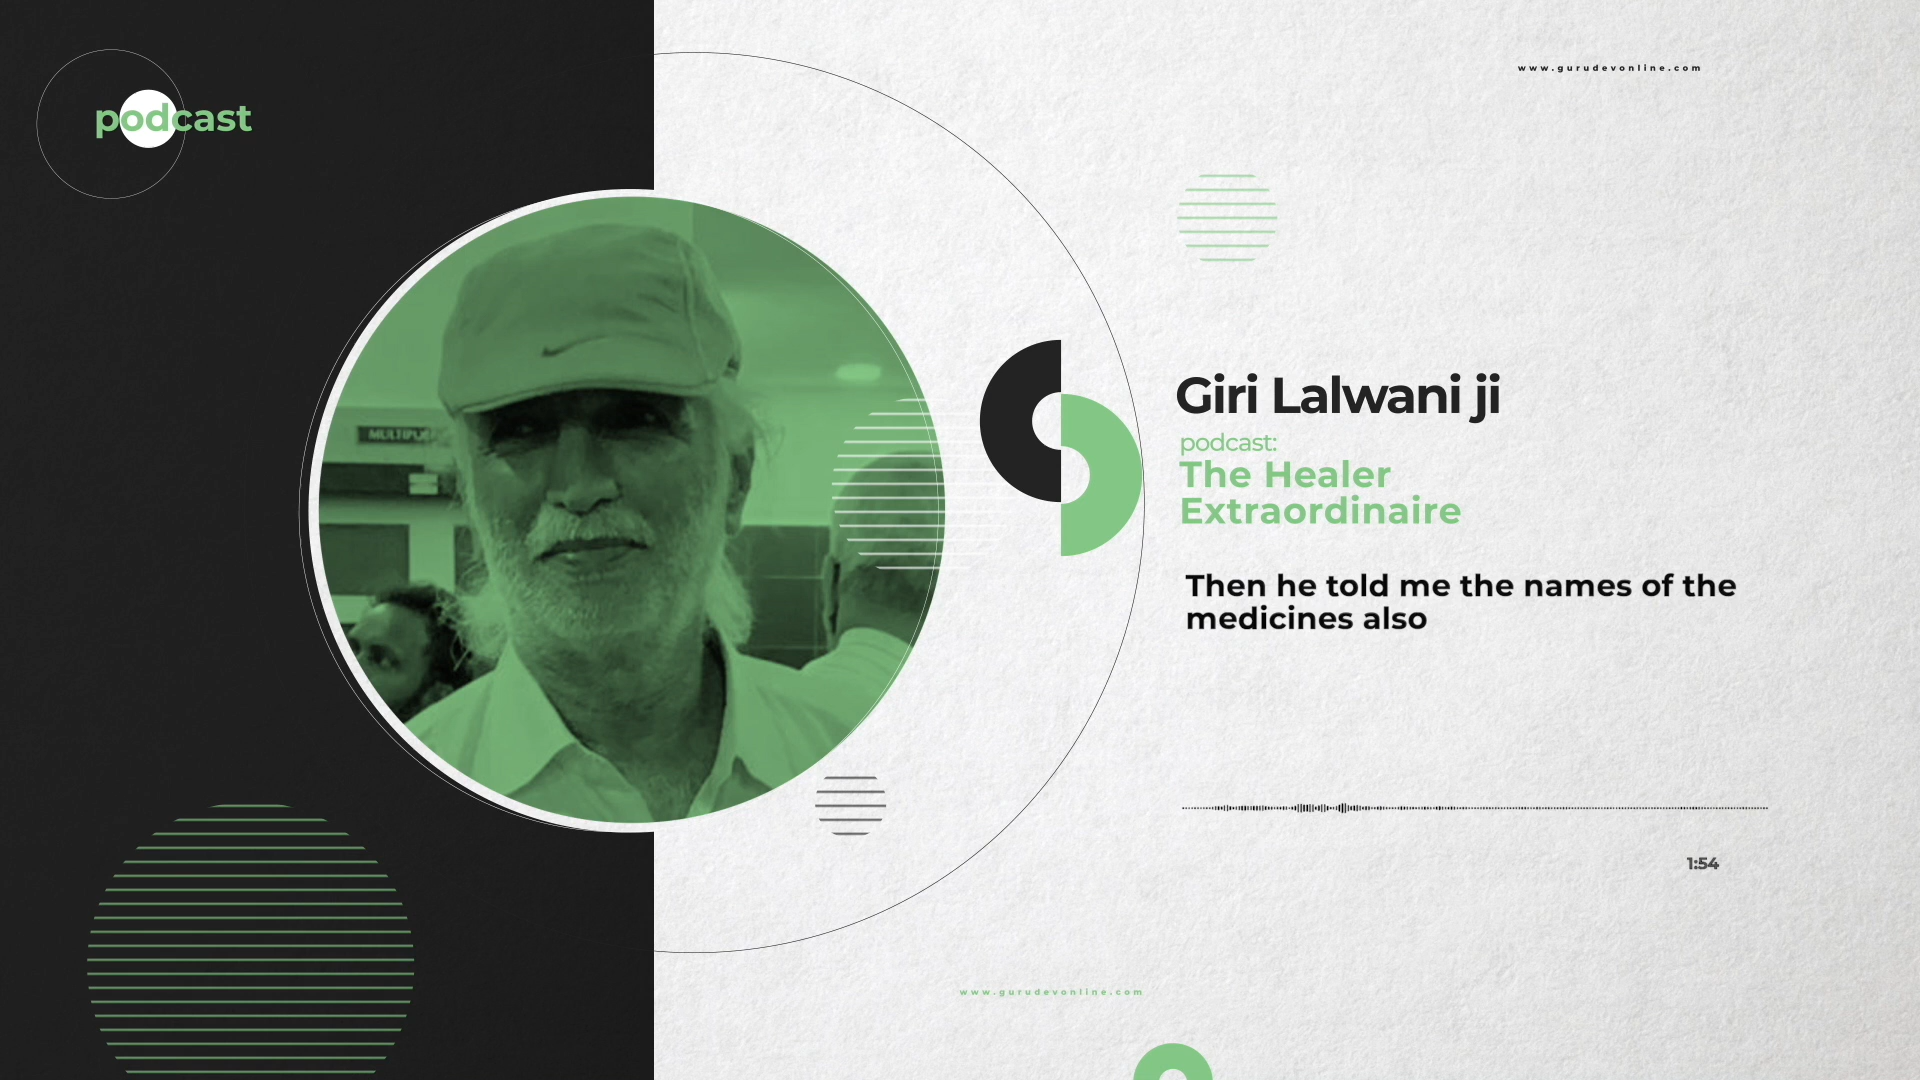 podcast
www.gurudevonline.com
Giri Lalwani ji
podcast:
The Healer
Extraordinaire
Then he told me the names of the
medicines also
1:54
www.gurudevonline.com